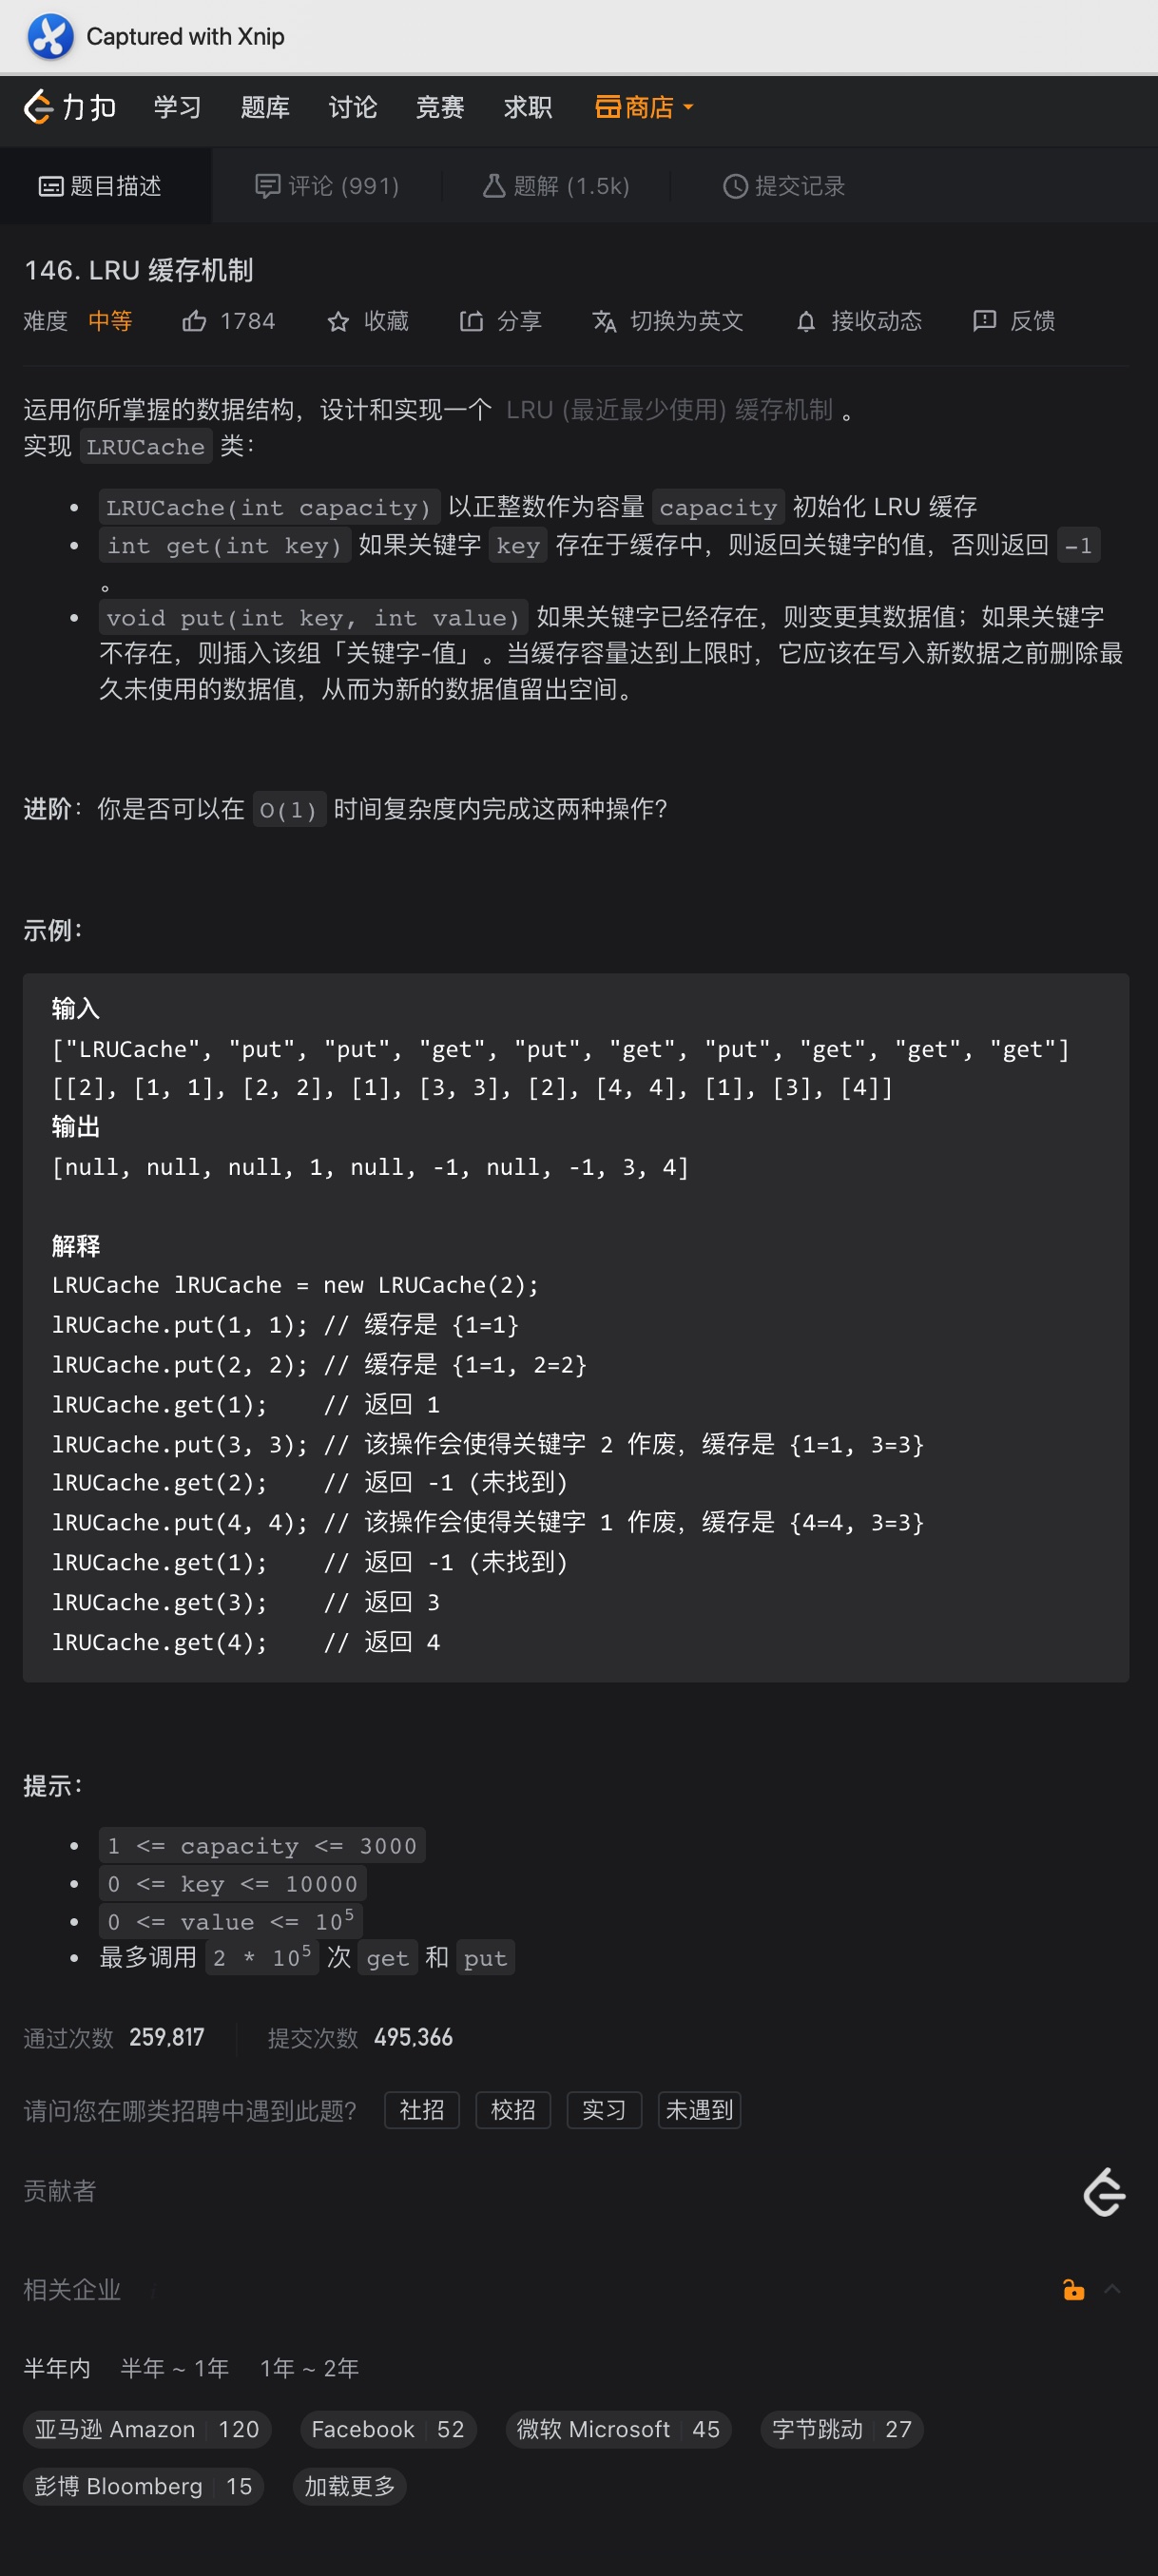 Captured with Xnip
力扣 学习 题库 讨论 竞赛 求职 商店
题目描述 评论 (991) 题解 (1.5k) 提交记录
146. LRU 缓存机制
难度 中等 1784 收藏 分享 切换为英文 接收动态 反馈
运用你所掌握的数据结构，设计和实现一个 LRU (最近最少使用) 缓存机制 。
实现 LRUCache 类：
• LRUCache(int capacity) 以正整数作为容量 capacity 初始化 LRU 缓存
• int get(int key) 如果关键字 key 存在于缓存中，则返回关键字的值，否则返回 -1
。
• void put(int key, int value) 如果关键字已经存在，则变更其数据值；如果关键字
不存在，则插入该组「关键字-值」。当缓存容量达到上限时，它应该在写入新数据之前删除最
久未使用的数据值，从而为新的数据值留出空间。
进阶：你是否可以在 O(1) 时间复杂度内完成这两种操作？
示例：
输入
["LRUCache", "put", "put", "get", "put", "get", "put", "get", "get", "get"]
[[2], [1, 1], [2, 2], [1], [3, 3], [2], [4, 4], [1], [3], [4]]
输出
[null, null, null, 1, null, -1, null, -1, 3, 4]
解释
LRUCache lRUCache = new LRUCache(2);
lRUCache.put(1, 1); // 缓存是 {1=1}
lRUCache.put(2, 2); // 缓存是 {1=1, 2=2}
lRUCache.get(1);    // 返回 1
lRUCache.put(3, 3); // 该操作会使得关键字 2 作废，缓存是 {1=1, 3=3}
lRUCache.get(2);    // 返回 -1 (未找到)
lRUCache.put(4, 4); // 该操作会使得关键字 1 作废，缓存是 {4=4, 3=3}
lRUCache.get(1);    // 返回 -1 (未找到)
lRUCache.get(3);    // 返回 3
lRUCache.get(4);    // 返回 4
提示：
• 1 <= capacity <= 3000
• 0 <= key <= 10000
• 0 <= value <= 10⁵
• 最多调用 2 * 10⁵ 次 get 和 put
通过次数 259,817 提交次数 495,366
请问您在哪类招聘中遇到此题？ 社招 校招 实习 未遇到
贡献者
相关企业
半年内 半年 ~ 1年 1年 ~ 2年
亚马逊 Amazon 120 Facebook 52 微软 Microsoft 45 字节跳动 27
彭博 Bloomberg 15 加载更多